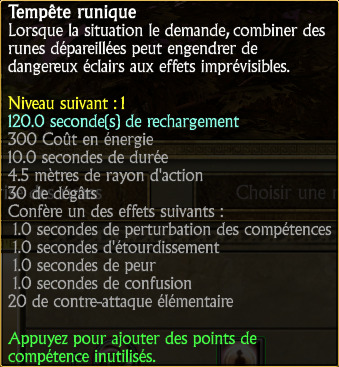 Tempête runique
Lorsque la situation le demande, combiner des
runes dépareillées peut engendrer de
dangereux éclairs aux effets imprévisibles.
Niveau suivant : 1
120.0 seconde(s) de rechargement
300 Coût en énergie
10.0 secondes de durée
4.5 mètres de rayon d'action
30 de dégâts
Choisir une
Confère un des effets suivants :
1.0 secondes de perturbation des compétences
1.0 secondes d'étourdissement
1.0 secondes de peur
1.0 secondes de confusion
20 de contre-attaque élémentaire
Appuyez pour ajouter des points de
compétence inutilisés.